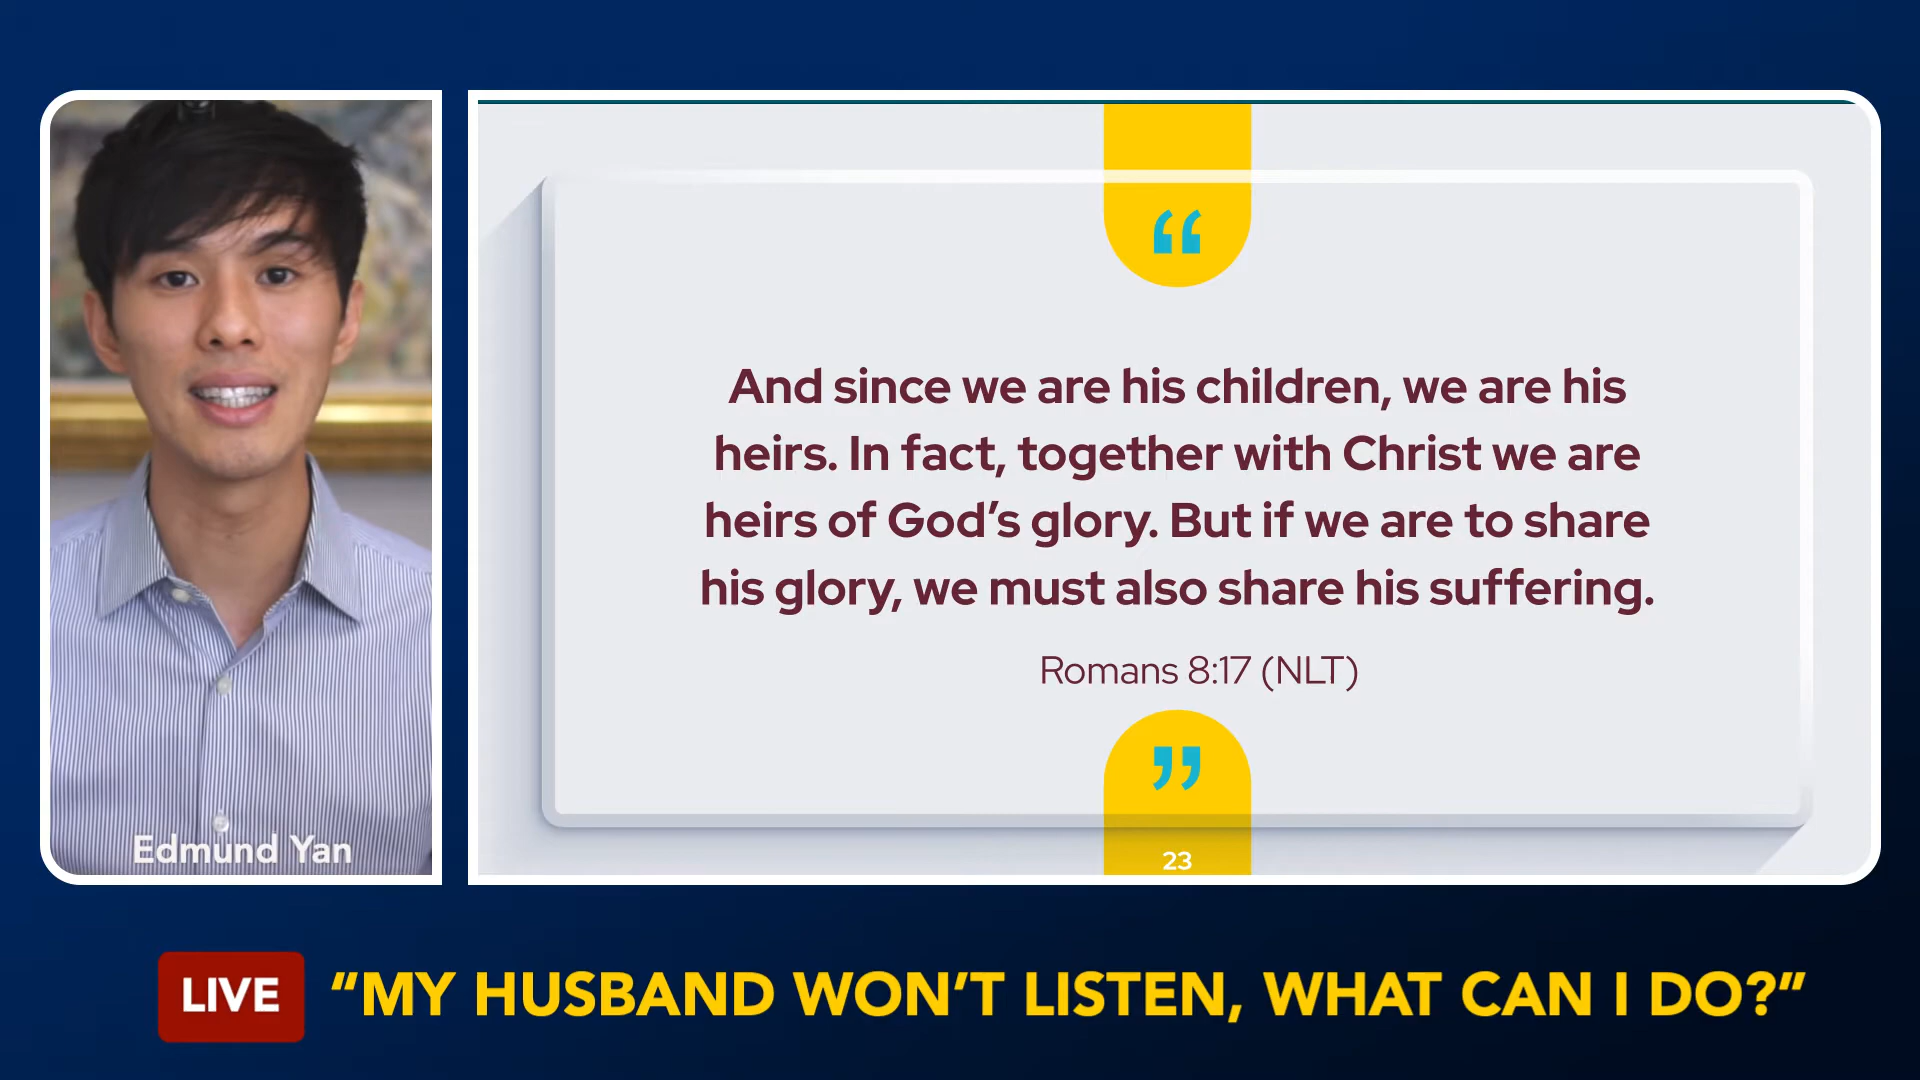 Edmund Yan
“
And since we are his children, we are his
heirs. In fact, together with Christ we are
heirs of God’s glory. But if we are to share
his glory, we must also share his suffering.
Romans 8:17 (NLT)
”
23
LIVE
“MY HUSBAND WON’T LISTEN, WHAT CAN I DO?”